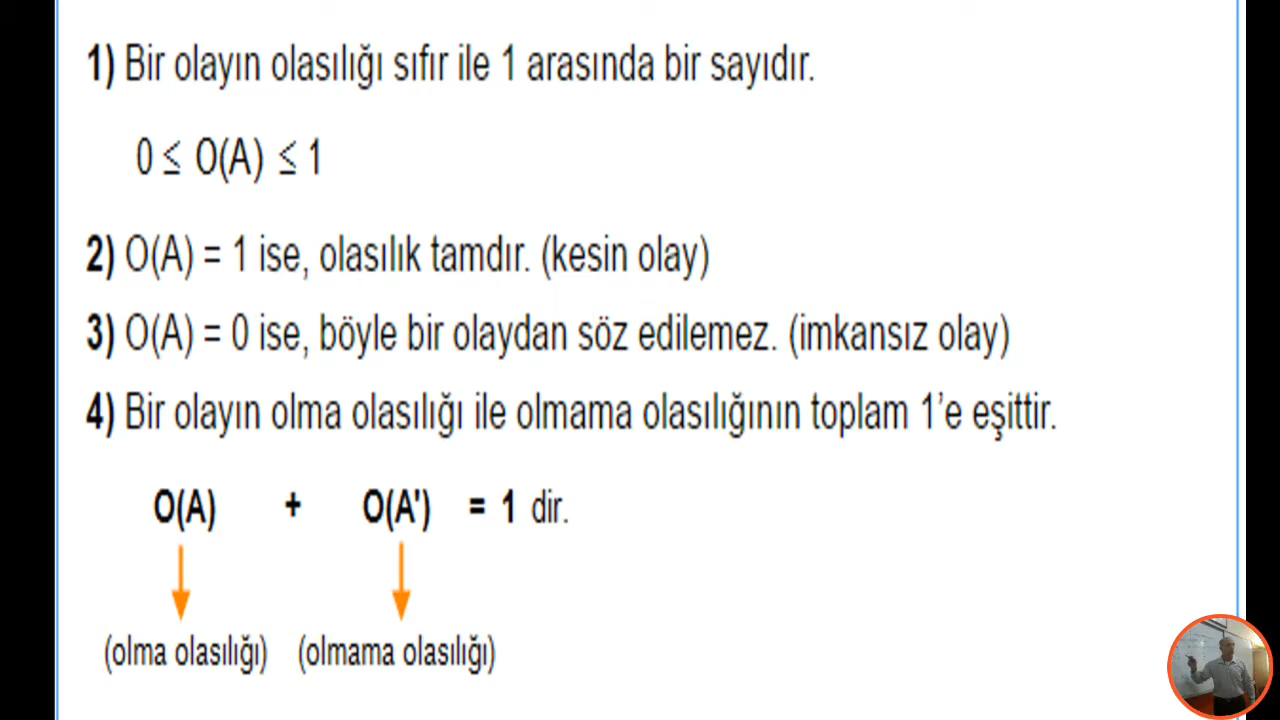 1) Bir olayın olasılığı sıfır ile 1 arasında bir sayıdır.
0 ≤ O(A) ≤ 1
2) O(A) = 1 ise, olasılık tamdır. (kesin olay)
3) O(A) = 0 ise, böyle bir olaydan söz edilemez. (imkansız olay)
4) Bir olayın olma olasılığı ile olmama olasılığının toplam 1'e eşittir.
O(A) + O(A') = 1 dir.
(olma olasılığı) (olmama olasılığı)